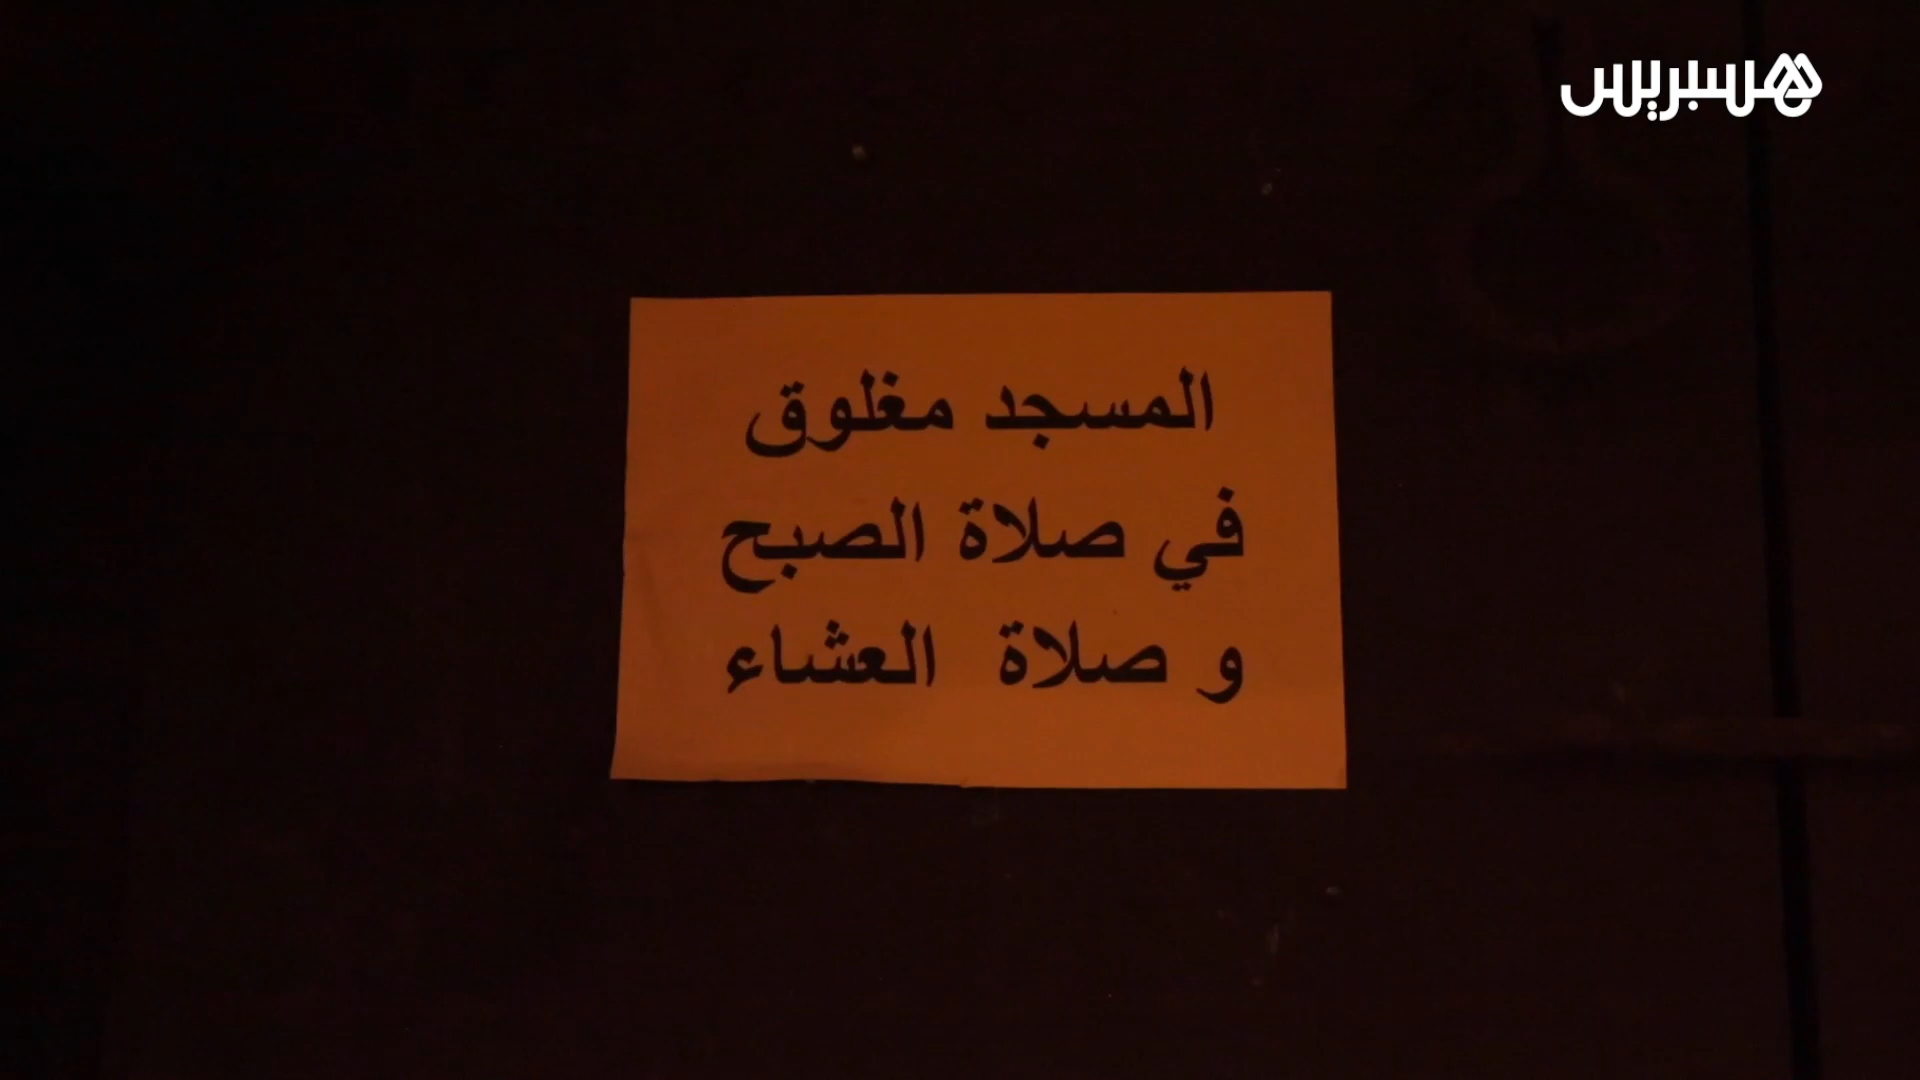 هسبريس
المسجد مغلوق
في صلاة الصبح
و صلاة العشاء